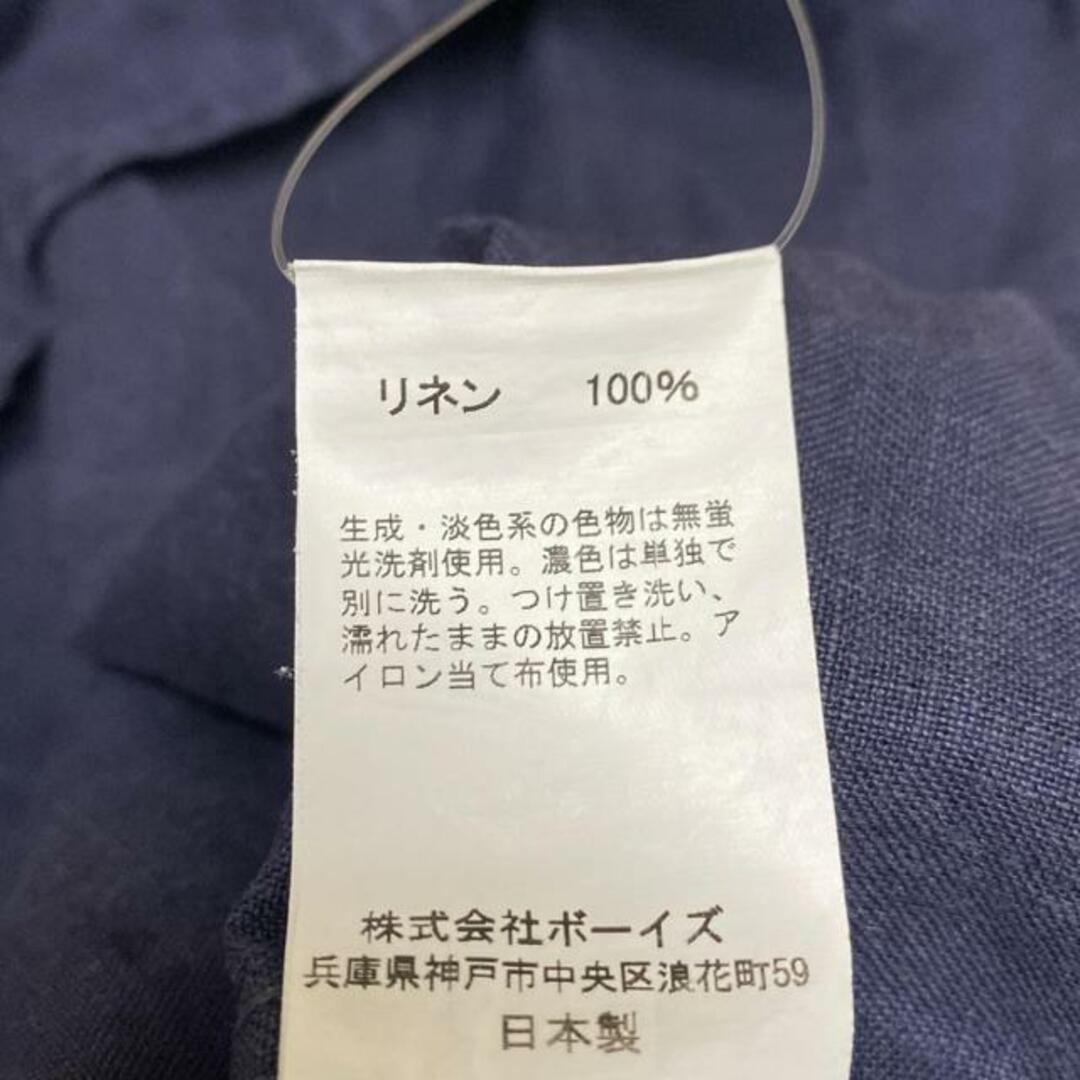 リネン 100%
生成・淡色系の色物は無蛍
光洗剤使用。濃色は単独で
別に洗う。つけ置き洗い、
濡れたままの放置禁止。ア
イロン当て布使用。
株式会社ボーイズ
兵庫県神戸市中央区浪花町59
日本製